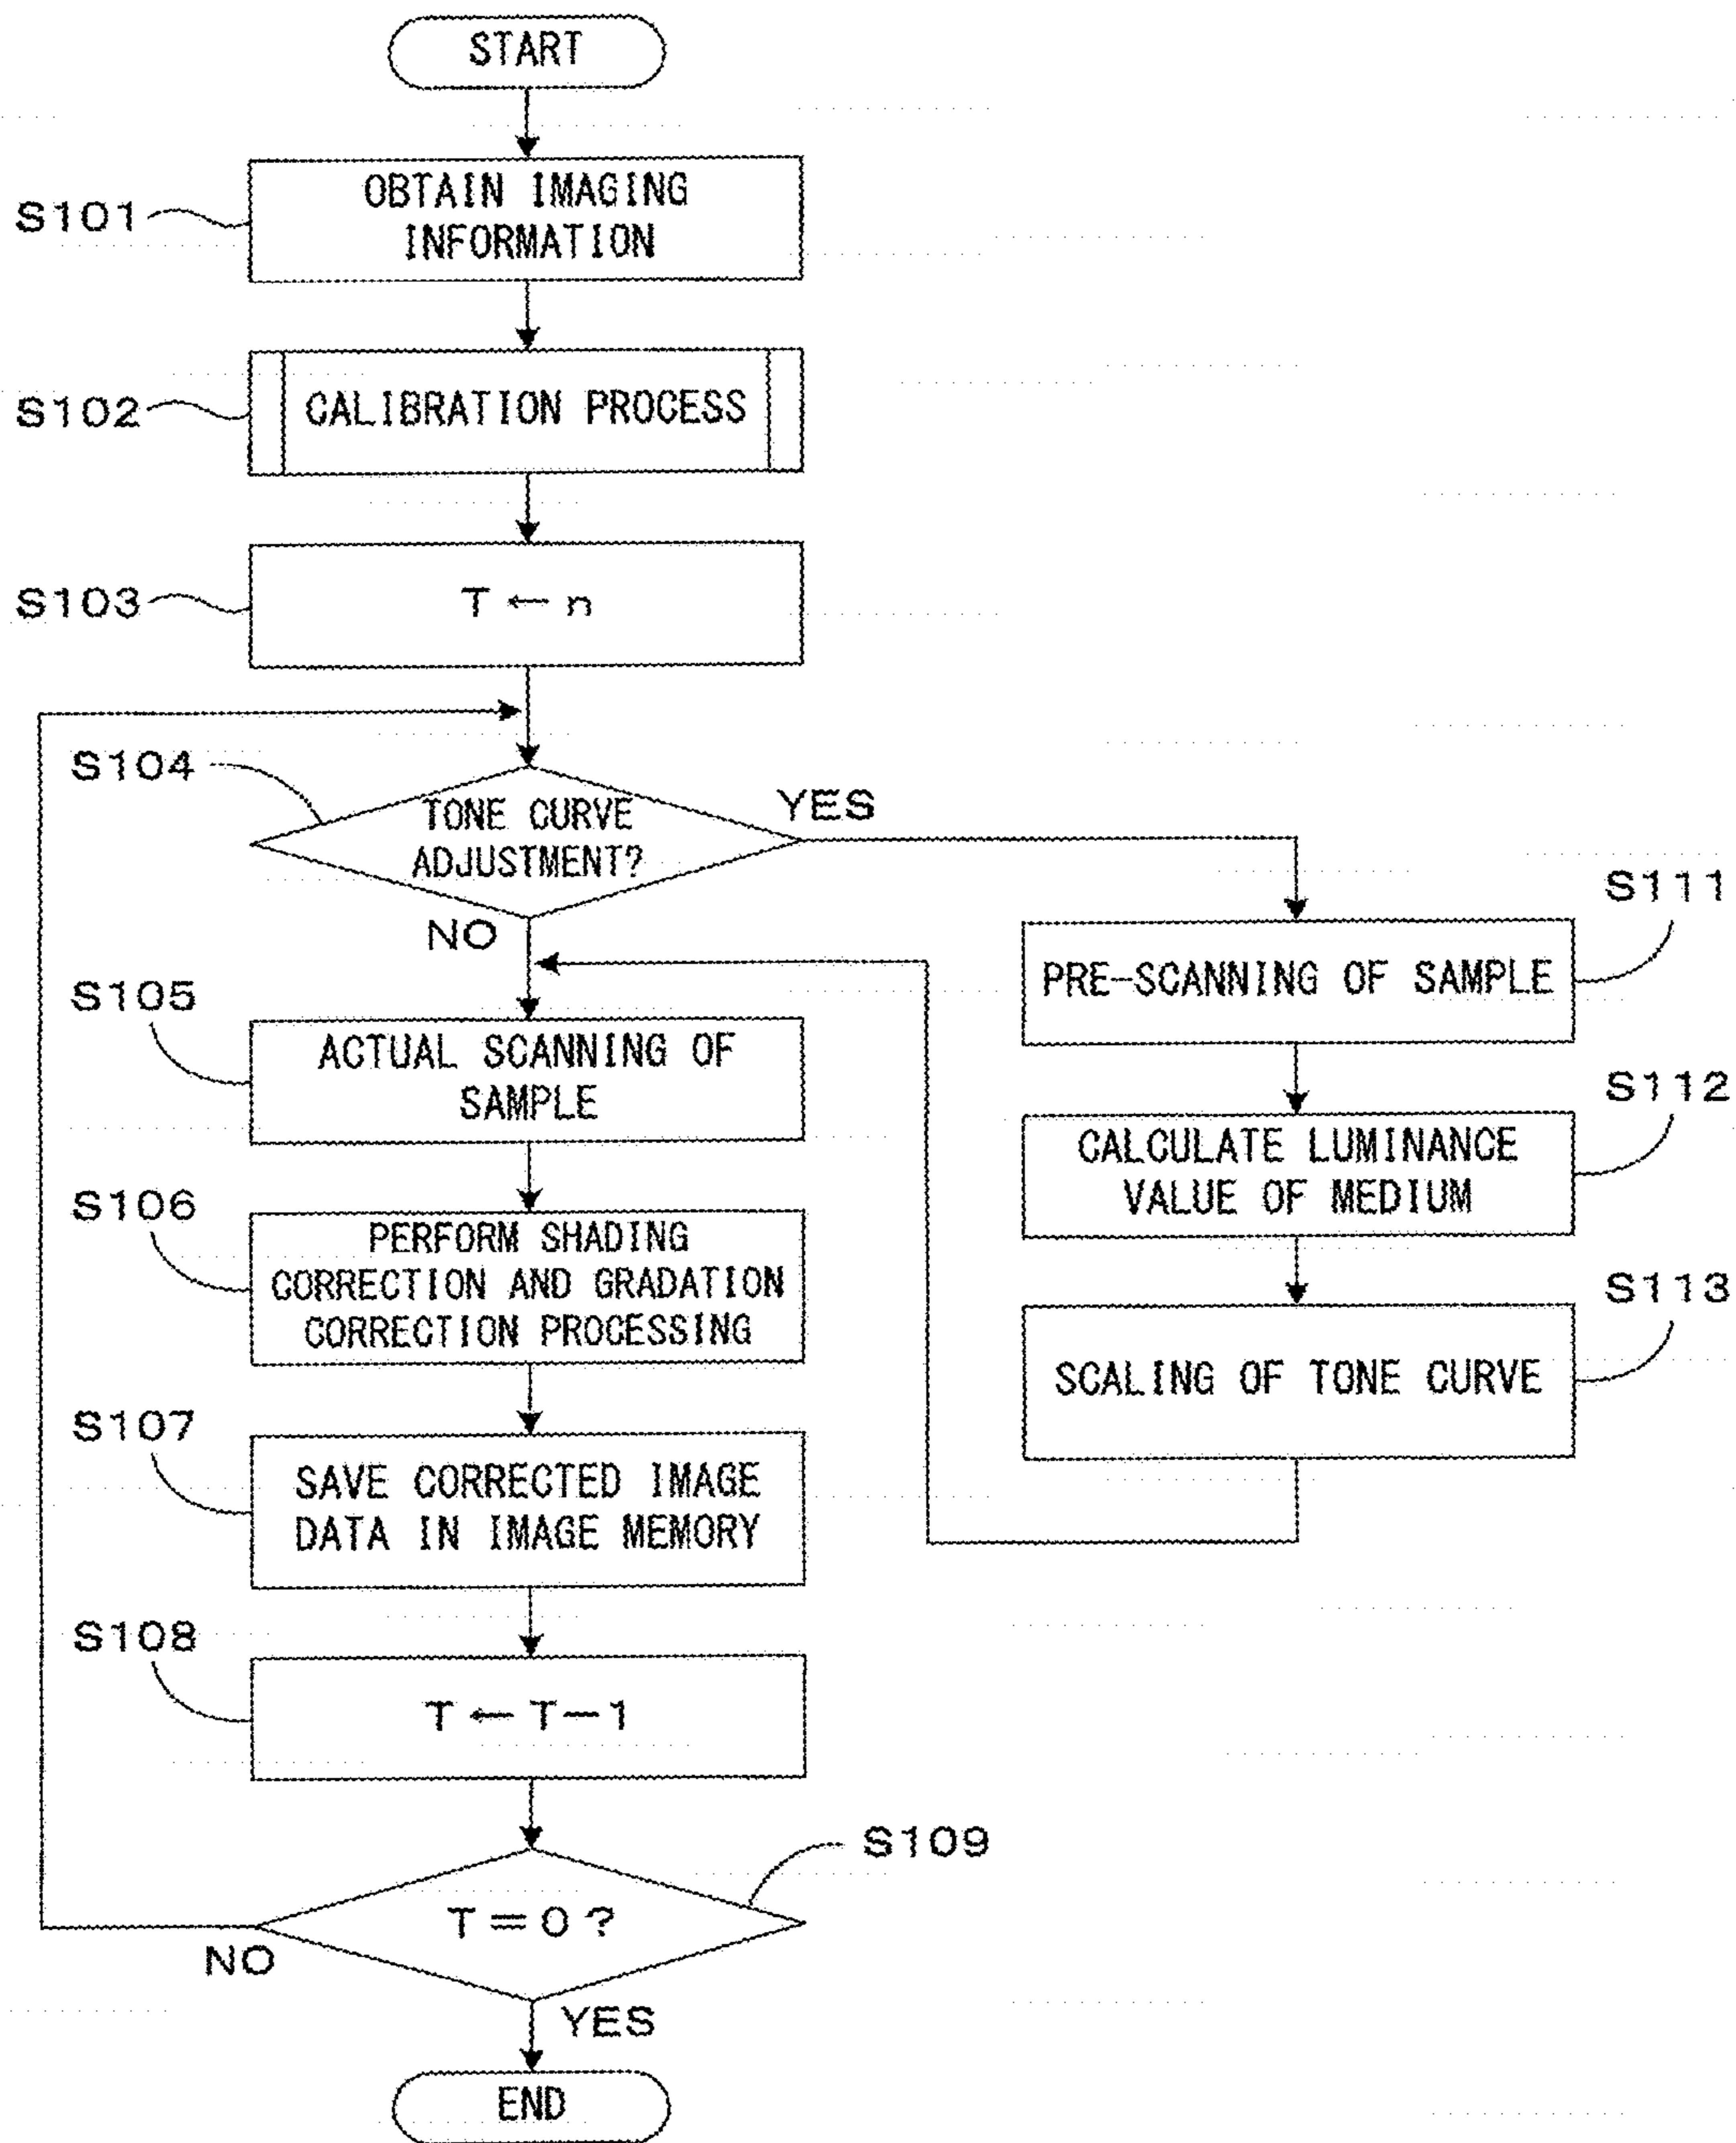 START
S101
OBTAIN IMAGING
INFORMATION
S102
CALIBRATION PROCESS
S103
T ← n
S104
TONE CURVE
ADJUSTMENT?
YES
NO
S111
PRE-SCANNING OF SAMPLE
S112
CALCULATE LUMINANCE
VALUE OF MEDIUM
S113
SCALING OF TONE CURVE
S105
ACTUAL SCANNING OF
SAMPLE
S106
PERFORM SHADING
CORRECTION AND GRADATION
CORRECTION PROCESSING
S107
SAVE CORRECTED IMAGE
DATA IN IMAGE MEMORY
S108
T ← T−1
S109
T=0?
NO
YES
END